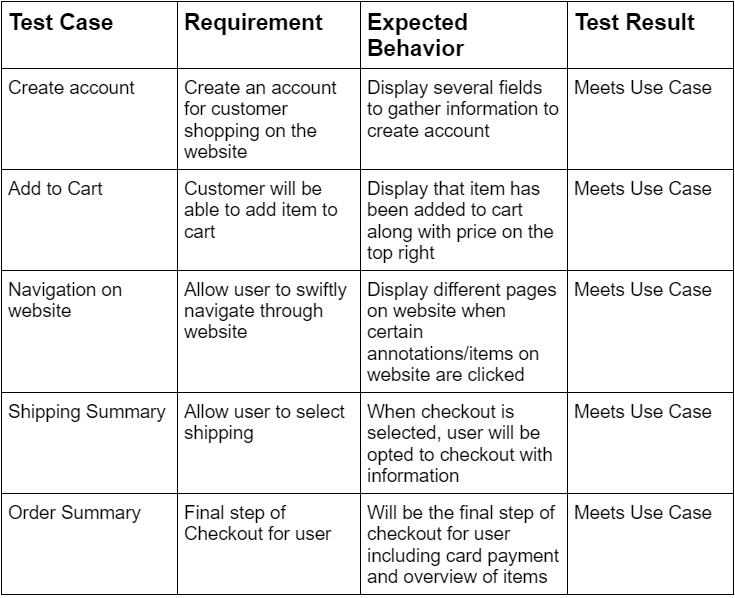 Test Case
Requirement
Expected
Behavior
Test Result
Create account
Create an account
for customer
shopping on the
website
Display several fields
to gather information to
create account
Meets Use Case
Add to Cart
Customer will be
able to add item to
cart
Display that item has
been added to cart
along with price on the
top right
Meets Use Case
Navigation on
website
Allow user to swiftly
navigate through
website
Display different pages
on website when
certain
annotations/items on
website are clicked
Meets Use Case
Shipping Summary
Allow user to select
shipping
When checkout is
selected, user will be
opted to checkout with
information
Meets Use Case
Order Summary
Final step of
Checkout for user
Will be the final step of
checkout for user
including card payment
and overview of items
Meets Use Case